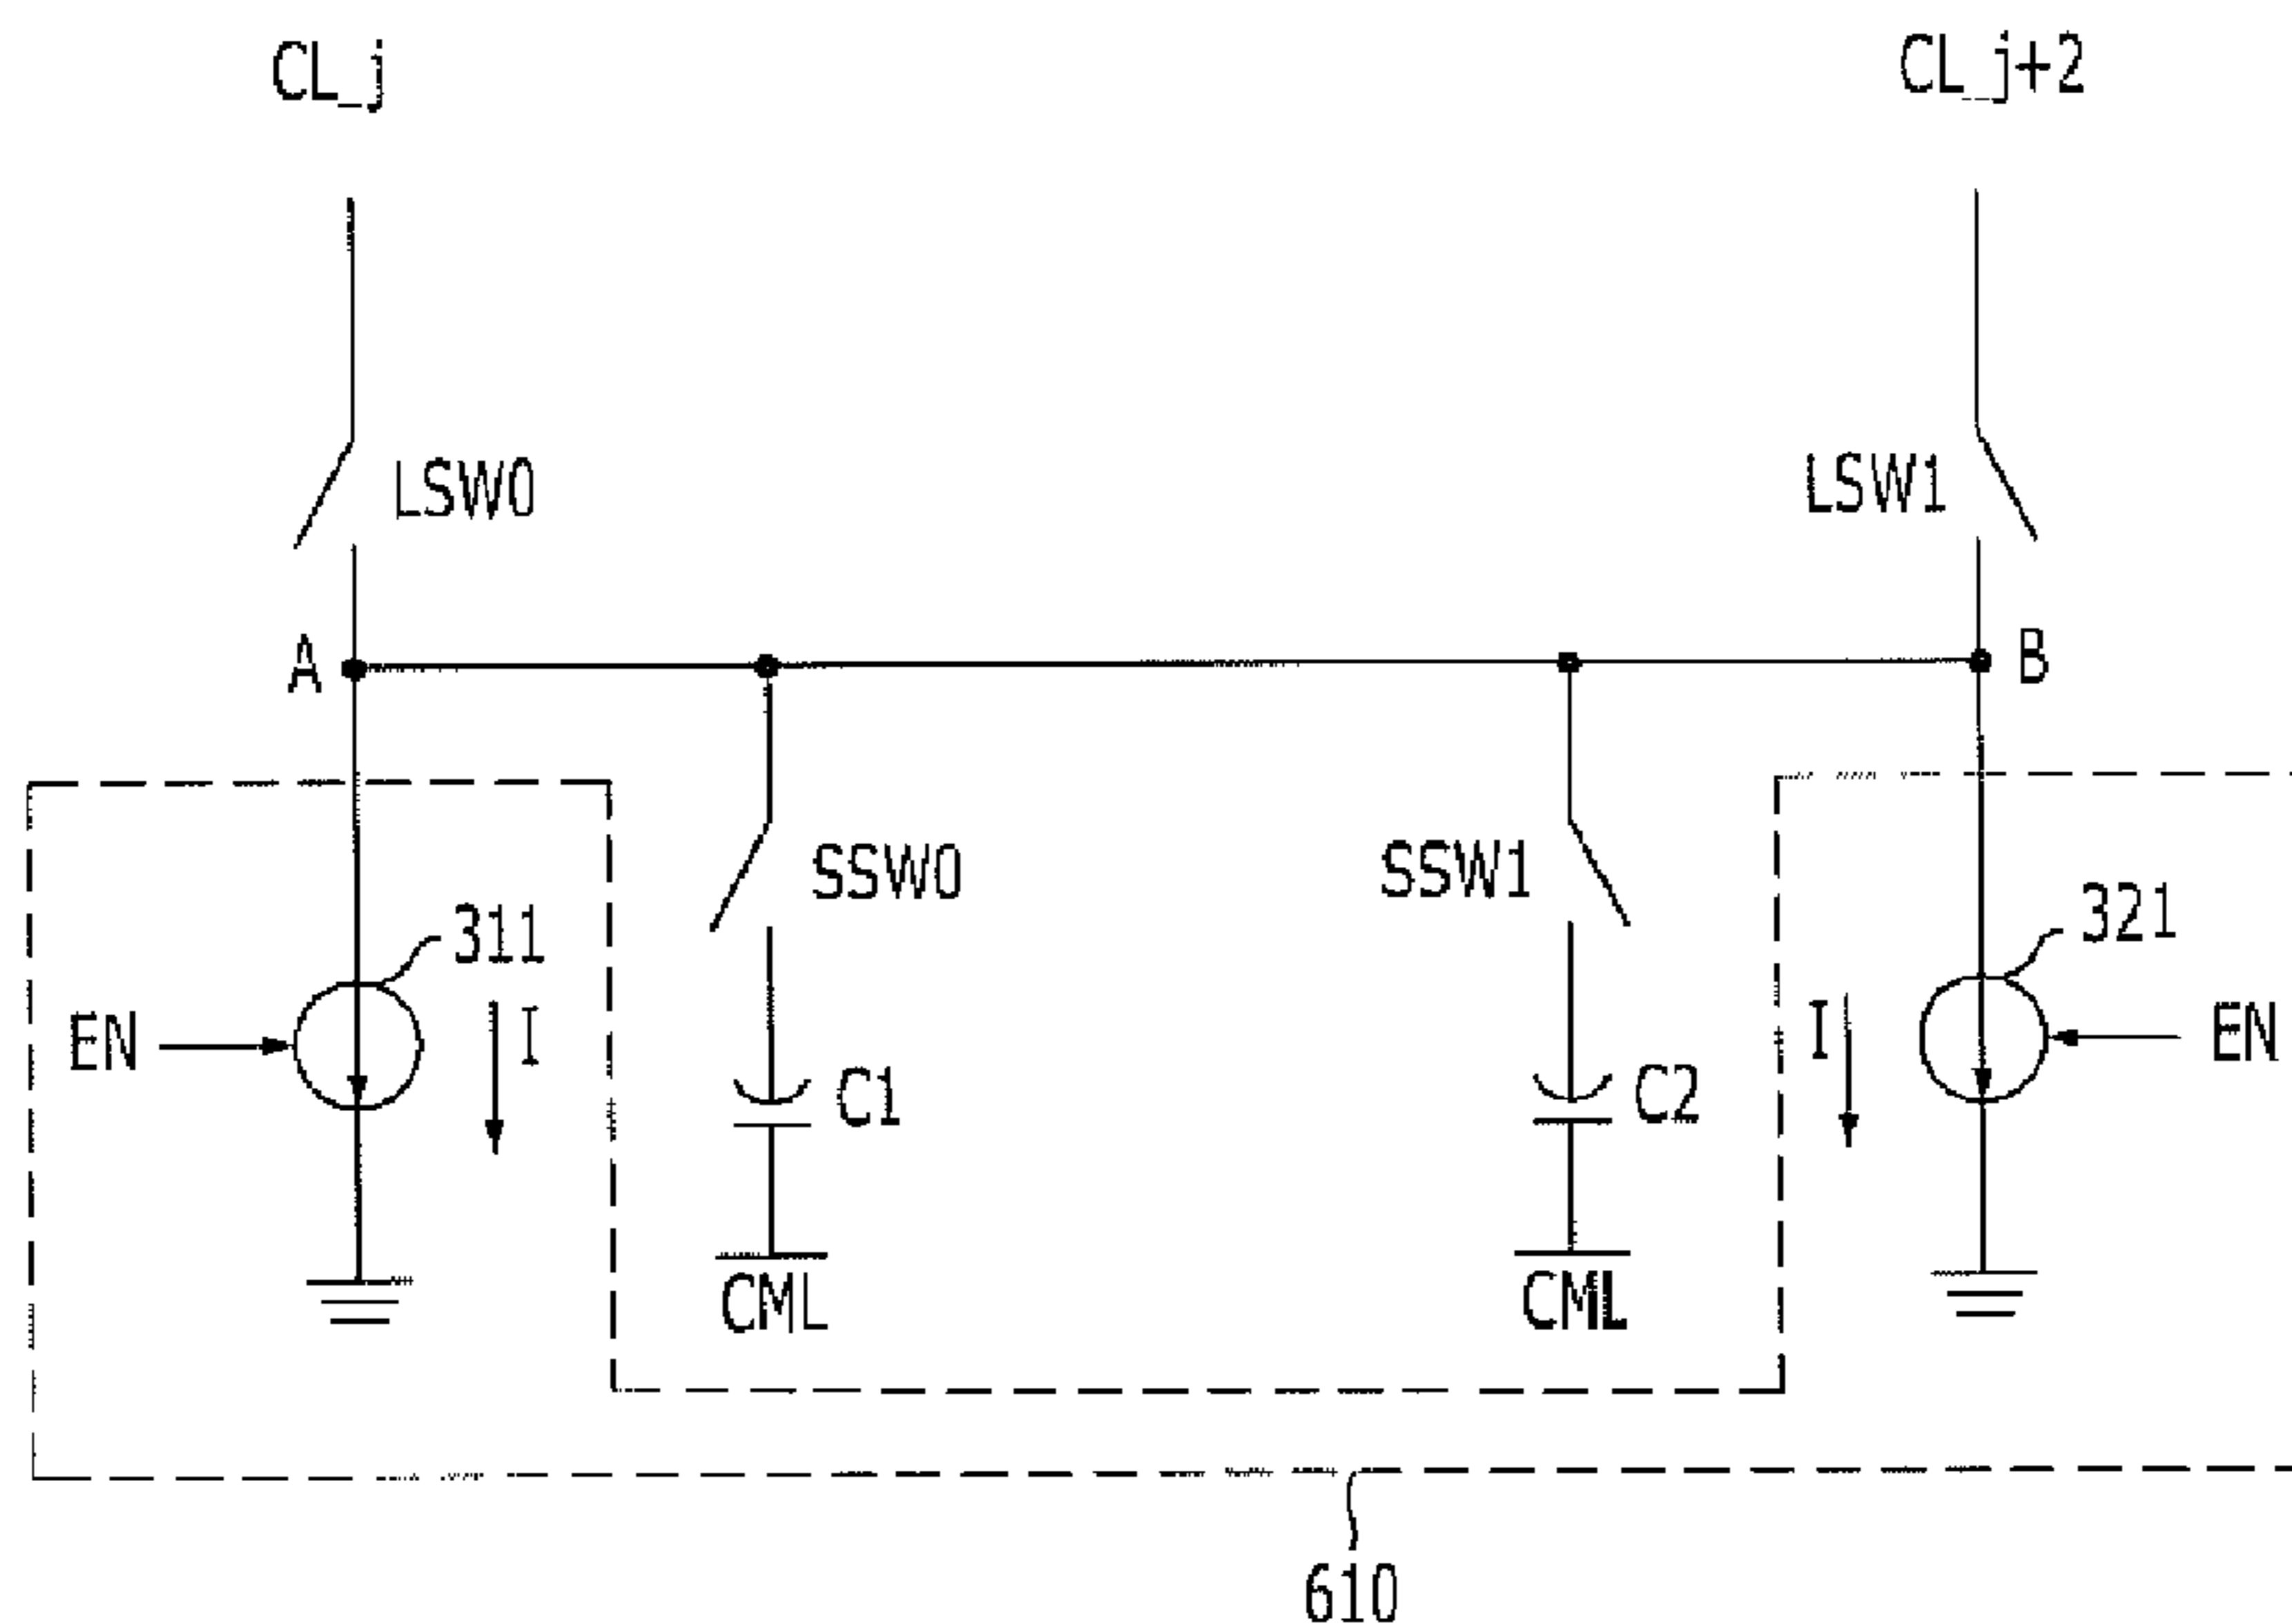 CL_j
CL_j+2
LSW0
LSW1
A
B
SSW0
SSW1
311
321
EN
I
I
EN
C1
C2
CML
CML
610